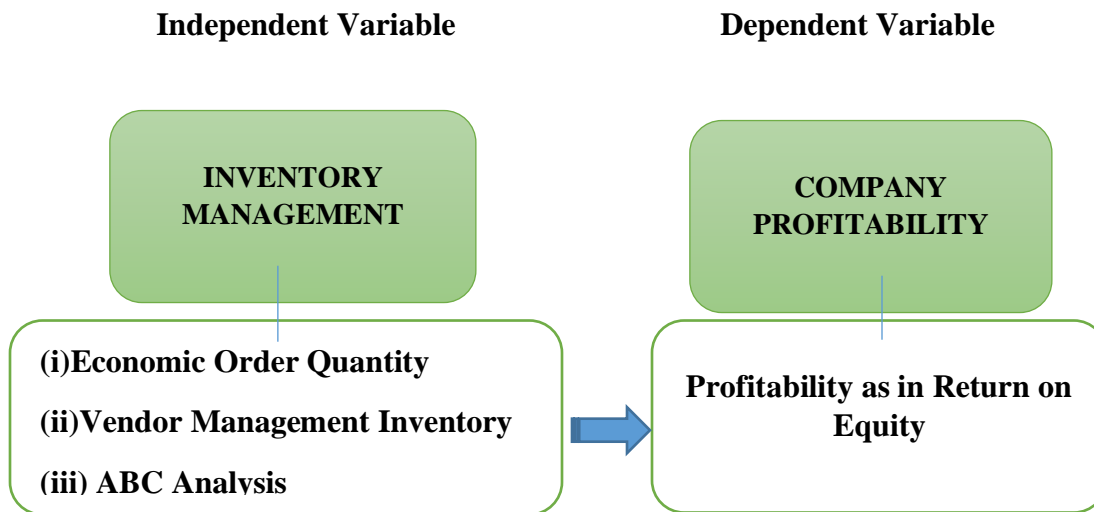 Independent Variable
Dependent Variable
INVENTORY
MANAGEMENT
COMPANY
PROFITABILITY
(i)Economic Order Quantity
(ii)Vendor Management Inventory
(iii) ABC Analysis
Profitability as in Return on
Equity